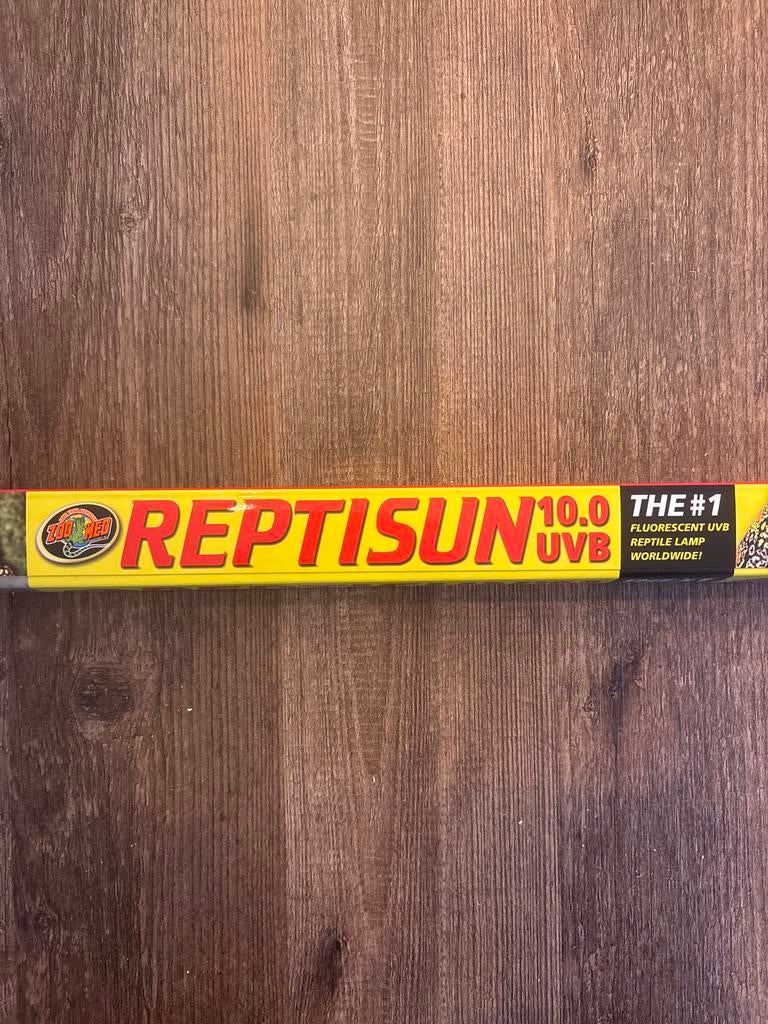 ZOO MED
REPTISUN
10.0
UVB
THE #1
FLUORESCENT UVB
REPTILE LAMP
WORLDWIDE!